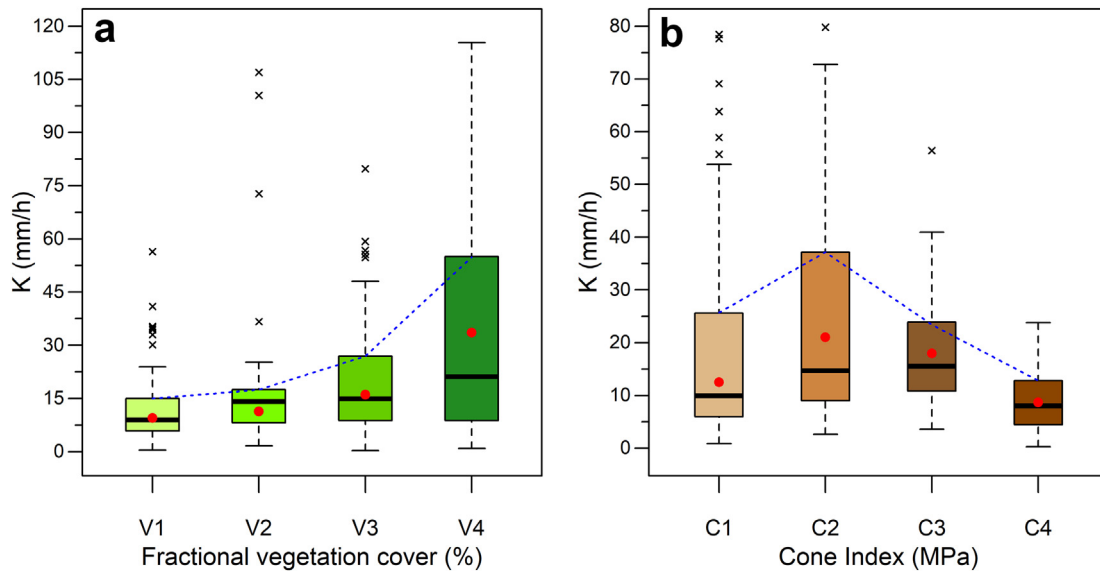 a
K (mm/h)
120
105
90
75
60
45
30
15
0
V1 V2 V3 V4
Fractional vegetation cover (%)
b
K (mm/h)
80
70
60
50
40
30
20
10
0
C1 C2 C3 C4
Cone Index (MPa)